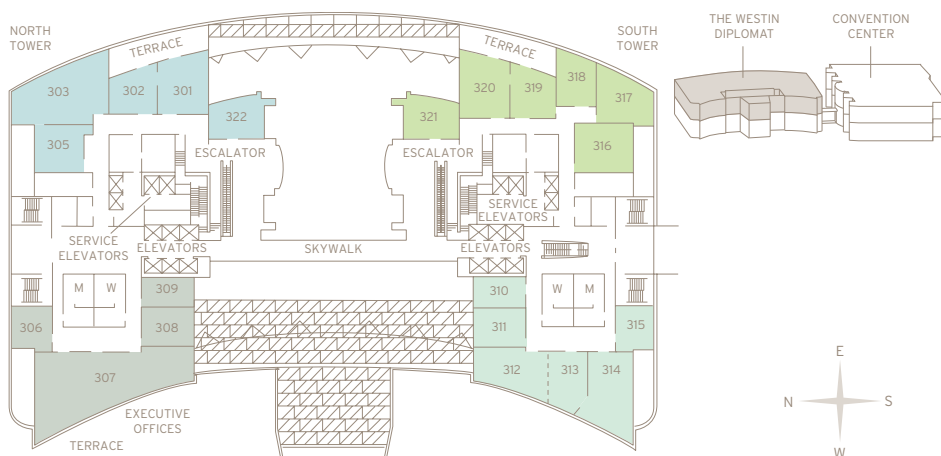 NORTH
TOWER
TERRACE
TERRACE
SOUTH
TOWER
THE WESTIN
DIPLOMAT
CONVENTION
CENTER
303
302
301
320
319
318
317
322
321
305
316
ESCALATOR
ESCALATOR
SERVICE
ELEVATORS
SERVICE
ELEVATORS
ELEVATORS
SKYWALK
ELEVATORS
M
W
W
M
309
310
306
308
311
315
307
312
313
314
EXECUTIVE
OFFICES
TERRACE
E
N
S
W